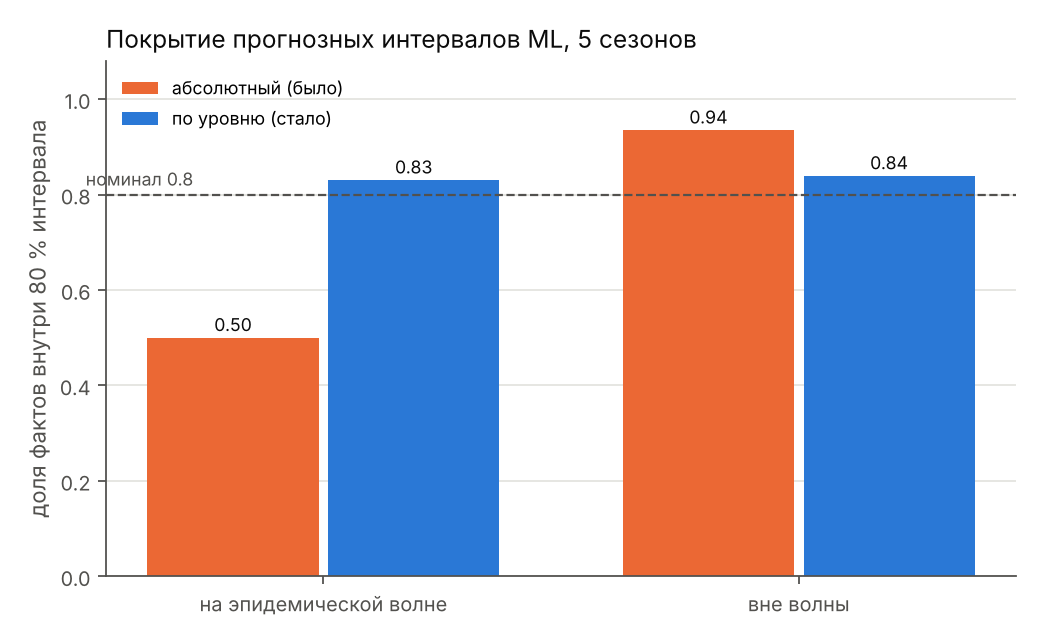 Покрытие прогнозных интервалов ML, 5 сезонов
абсолютный (было)
по уровню (стало)
доля фактов внутри 80 % интервала
1.0
0.8
0.6
0.4
0.2
0.0
номинал 0.8
0.50
0.83
0.94
0.84
на эпидемической волне
вне волны